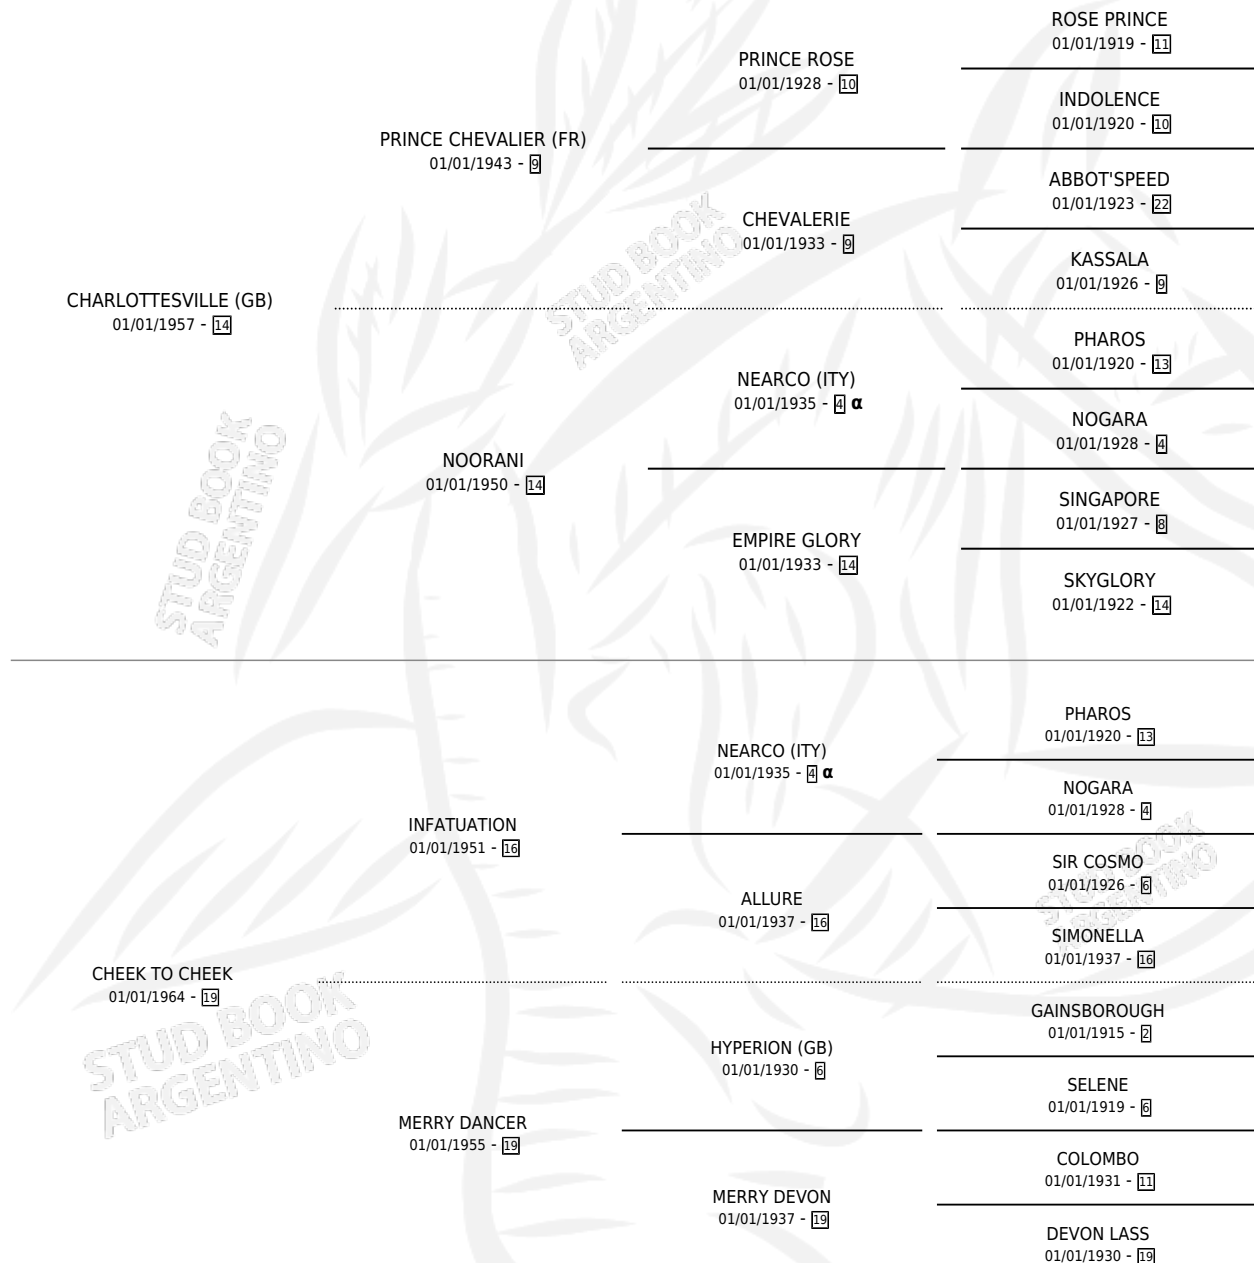 ROSE PRINCE
01/01/1919 - 11
PRINCE ROSE
01/01/1928 - 10
INDOLENCE
01/01/1920 - 10
PRINCE CHEVALIER (FR)
01/01/1943 - 9
ABBOT'SPEED
01/01/1923 - 22
CHEVALERIE
01/01/1933 - 9
KASSALA
01/01/1926 - 9
CHARLOTTESVILLE (GB)
01/01/1957 - 14
PHAROS
01/01/1920 - 13
NEARCO (ITY)
01/01/1935 - 4 α
NOGARA
01/01/1928 - 4
NOORANI
01/01/1950 - 14
SINGAPORE
01/01/1927 - 8
EMPIRE GLORY
01/01/1933 - 14
SKYGLORY
01/01/1922 - 14
PHAROS
01/01/1920 - 13
NEARCO (ITY)
01/01/1935 - 4 α
NOGARA
01/01/1928 - 4
INFATUATION
01/01/1951 - 16
SIR COSMO
01/01/1926 - 6
ALLURE
01/01/1937 - 16
SIMONELLA
01/01/1937 - 16
CHEEK TO CHEEK
01/01/1964 - 19
GAINSBOROUGH
01/01/1915 - 2
HYPERION (GB)
01/01/1930 - 6
SELENE
01/01/1919 - 6
MERRY DANCER
01/01/1955 - 19
COLOMBO
01/01/1931 - 11
MERRY DEVON
01/01/1937 - 19
DEVON LASS
01/01/1930 - 19
STUD BOOK
ARGENTINO
STUD BOOK
ARGENTINO
STUD BOOK
ARGENTINO
STUD BOOK
ARGENTINO